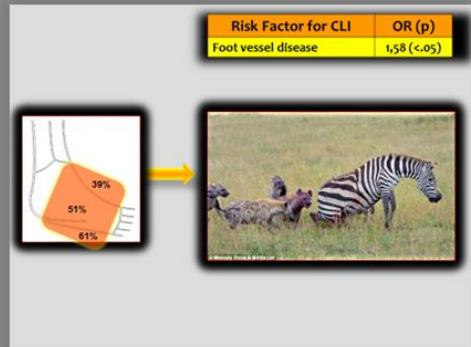 Risk Factor for CLI OR (p)
Foot vessel disease 1,58 (<.05)
39%
51%
61%